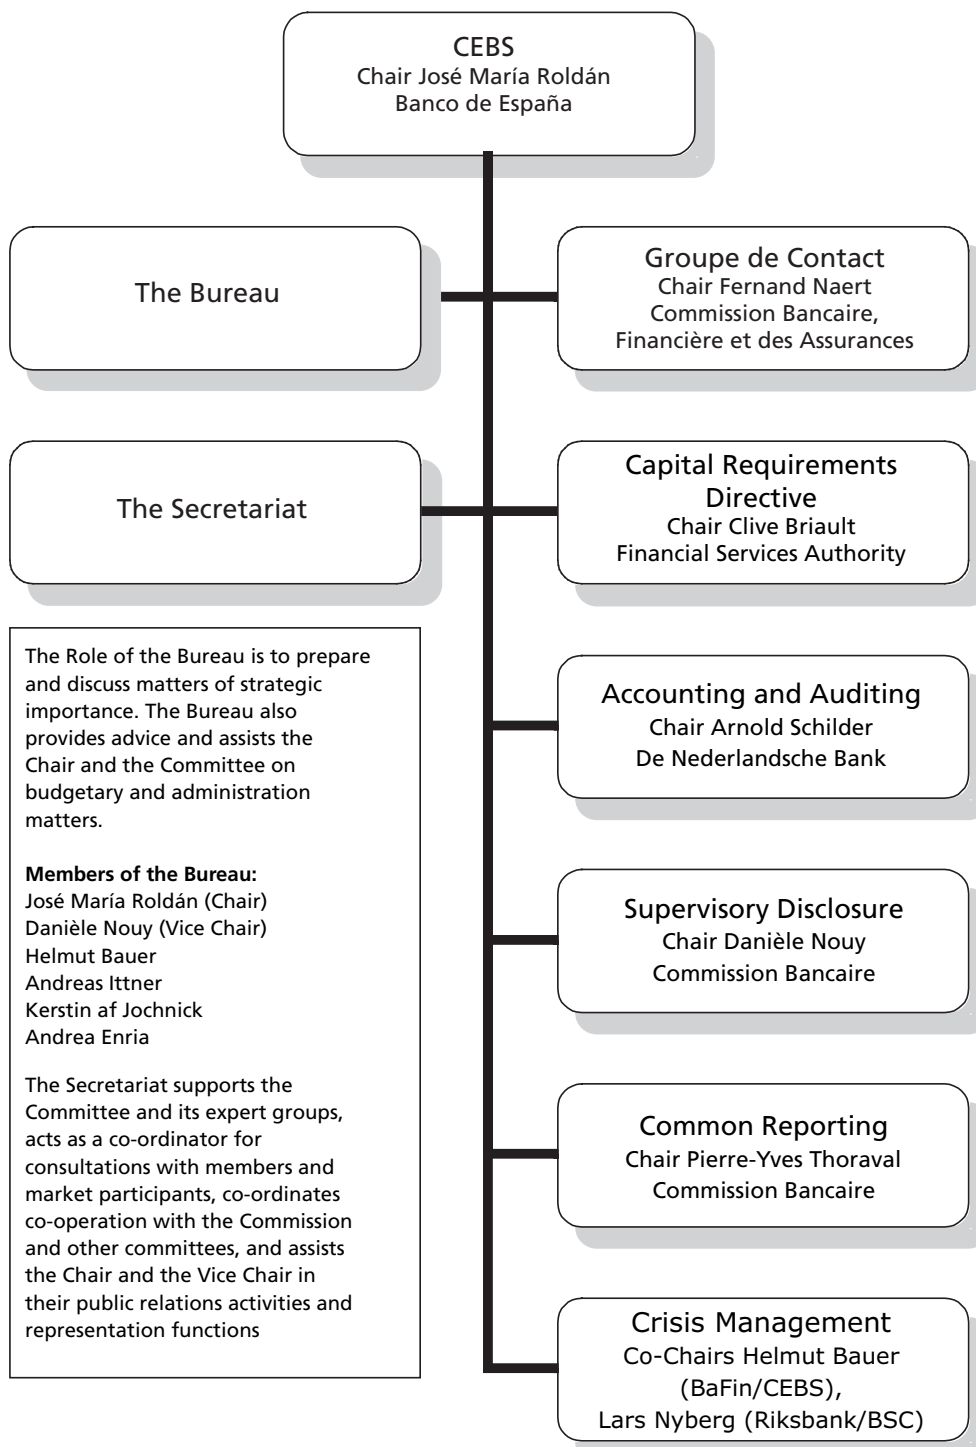 CEBS
Chair José María Roldán
Banco de España
The Bureau
Groupe de Contact
Chair Fernand Naert
Commission Bancaire,
Financière et des Assurances
The Secretariat
Capital Requirements
Directive
Chair Clive Briault
Financial Services Authority
The Role of the Bureau is to prepare
and discuss matters of strategic
importance. The Bureau also
provides advice and assists the
Chair and the Committee on
budgetary and administration
matters.
Members of the Bureau:
José María Roldán (Chair)
Danièle Nouy (Vice Chair)
Helmut Bauer
Andreas Ittner
Kerstin af Jochnick
Andrea Enria
The Secretariat supports the
Committee and its expert groups,
acts as a co-ordinator for
consultations with members and
market participants, co-ordinates
co-operation with the Commission
and other committees, and assists
the Chair and the Vice Chair in
their public relations activities and
representation functions
Accounting and Auditing
Chair Arnold Schilder
De Nederlandsche Bank
Supervisory Disclosure
Chair Danièle Nouy
Commission Bancaire
Common Reporting
Chair Pierre-Yves Thoraval
Commission Bancaire
Crisis Management
Co-Chairs Helmut Bauer
(BaFin/CEBS),
Lars Nyberg (Riksbank/BSC)